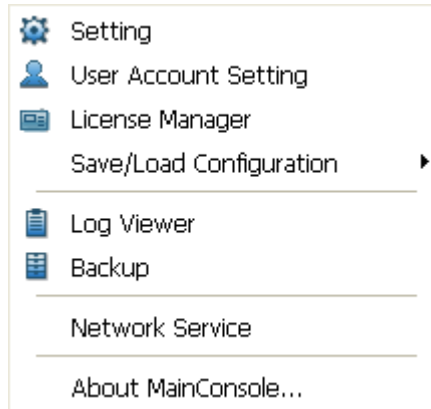 Setting
User Account Setting
License Manager
Save/Load Configuration
Log Viewer
Backup
Network Service
About MainConsole...